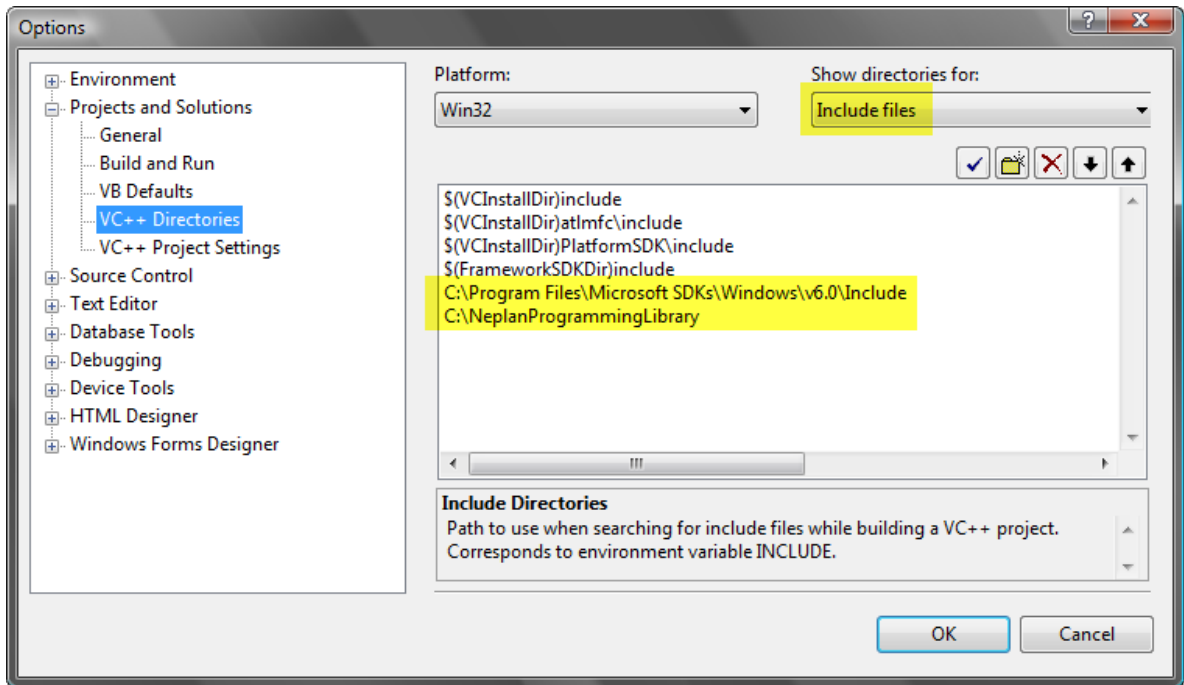 Options
Environment
Projects and Solutions
General
Build and Run
VB Defaults
VC++ Directories
VC++ Project Settings
Source Control
Text Editor
Database Tools
Debugging
Device Tools
HTML Designer
Windows Forms Designer
Platform:
Win32
Show directories for:
Include files
$(VCInstallDir)include
$(VCInstallDir)atlmfc\include
$(VCInstallDir)PlatformSDK\include
$(FrameworkSDKDir)include
C:\Program Files\Microsoft SDKs\Windows\v6.0\Include
C:\NeplanProgrammingLibrary
Include Directories
Path to use when searching for include files while building a VC++ project.
Corresponds to environment variable INCLUDE.
OK
Cancel